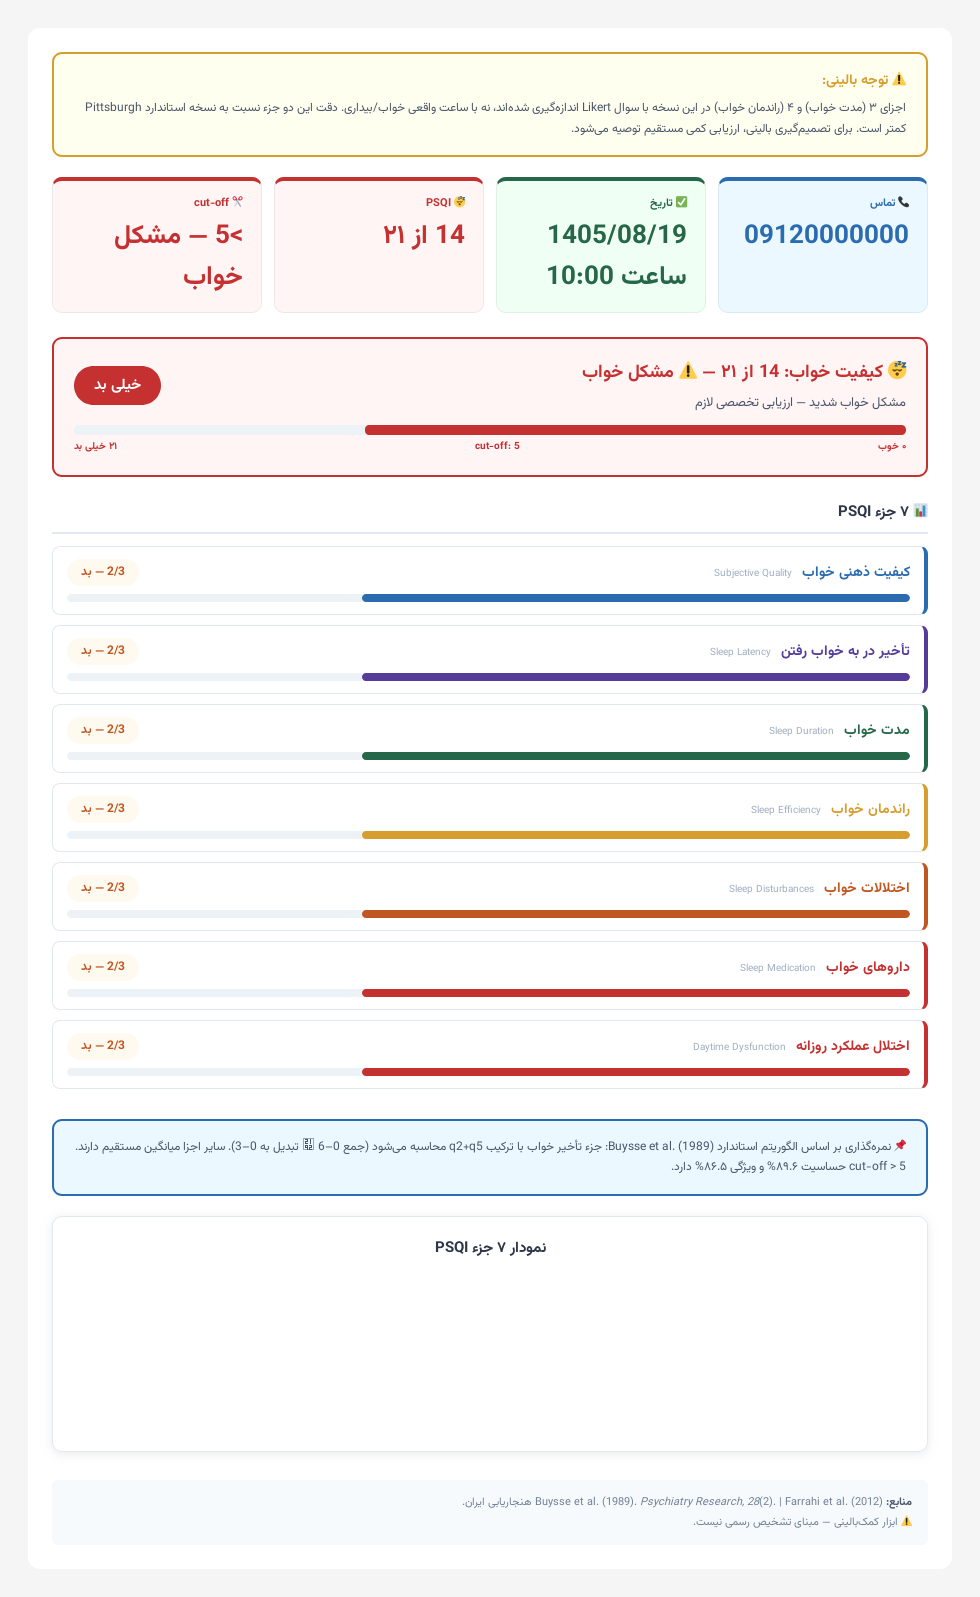 ⚠️ توجه بالینی:
اجزای ۳ (مدت خواب) و ۴ (راندمان خواب) در این نسخه با سوال Likert اندازه‌گیری شده‌اند، نه با ساعت واقعی خواب/بیداری. دقت این دو جزء نسبت به نسخه استاندارد Pittsburgh
کمتر است. برای تصمیم‌گیری بالینی، ارزیابی کمی مستقیم توصیه می‌شود.
📞 تماس
09120000000
✅ تاریخ
1405/08/19
ساعت 10:00
😴 PSQI
14 از ۲۱
✂️ cut-off
>5 — مشکل
خواب
😴 کیفیت خواب: 14 از ۲۱ — ⚠️ مشکل خواب
خیلی بد
مشکل خواب شدید — ارزیابی تخصصی لازم
۰ خوب
cut-off: 5
۲۱ خیلی بد
📊 ۷ جزء PSQI
کیفیت ذهنی خواب Subjective Quality
2/3 — بد
تأخیر در به خواب رفتن Sleep Latency
2/3 — بد
مدت خواب Sleep Duration
2/3 — بد
راندمان خواب Sleep Efficiency
2/3 — بد
اختلالات خواب Sleep Disturbances
2/3 — بد
داروهای خواب Sleep Medication
2/3 — بد
اختلال عملکرد روزانه Daytime Dysfunction
2/3 — بد
📌 نمره‌گذاری بر اساس الگوریتم استاندارد Buysse et al. (1989): جزء تأخیر خواب با ترکیب q2+q5 محاسبه می‌شود (جمع 0–6 تبدیل به 0–3). سایر اجزا میانگین مستقیم دارند.
cut-off > 5 حساسیت ۸۹.۶% و ویژگی ۸۶.۵% دارد.
نمودار ۷ جزء PSQI
منابع: Buysse et al. (1989). Psychiatry Research, 28(2). | Farrahi et al. (2012) هنجاریابی ایران.
⚠️ ابزار کمک‌بالینی — مبنای تشخیص رسمی نیست.